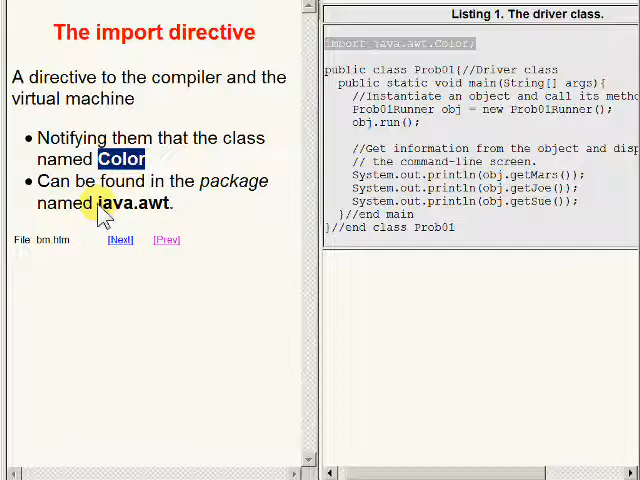 The import directive
A directive to the compiler and the
virtual machine
• Notifying them that the class
named Color
• Can be found in the package
named java.awt.
File bm.htm [Next] [Prev]
Listing 1. The driver class.
import java.awt.Color;
public class Prob01{//Driver class
public static void main(String[] args){
//Instantiate an object and call its metho
Prob01Runner obj = new Prob01Runner();
obj.run();
//Get information from the object and disp
// the command-line screen.
System.out.println(obj.getMars());
System.out.println(obj.getJoe());
System.out.println(obj.getSue());
}//end main
}//end class Prob01